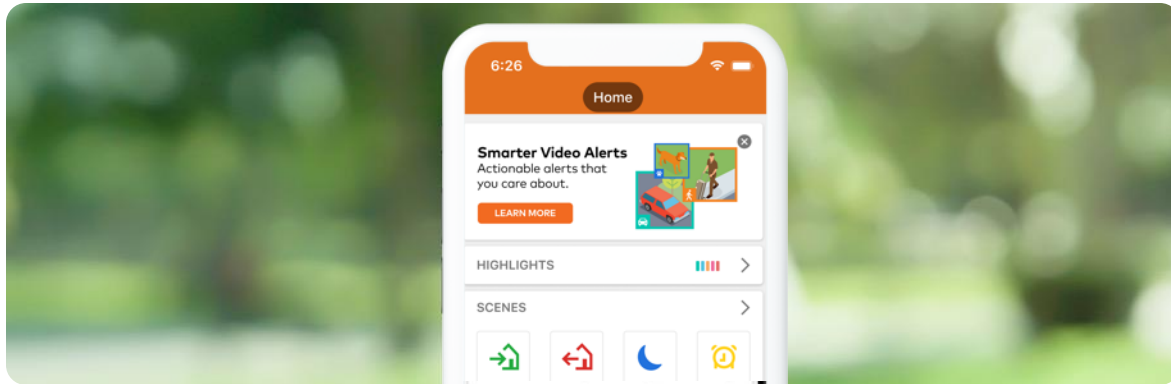 6:26
Home
Smarter Video Alerts
Actionable alerts that
you care about.
LEARN MORE
HIGHLIGHTS
SCENES